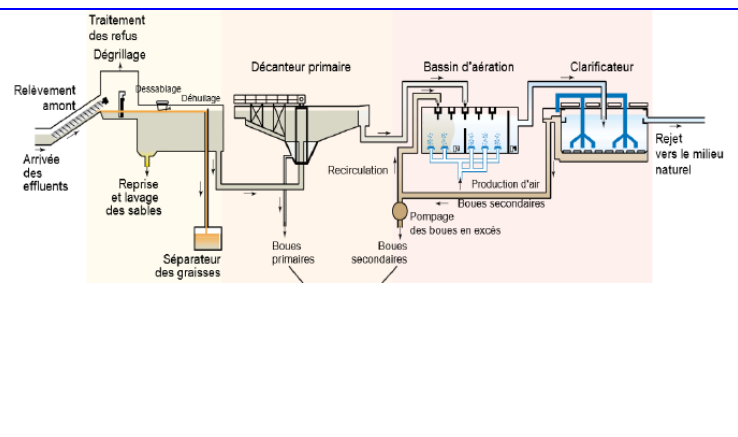 Traitement
des refus
Dégrillage
Relèvement
amont
Dessablage
Déhuilage
Arrivée
des
effluents
Reprise
et lavage
des sables
Séparateur
des graisses
Décanteur primaire
Boues
primaires
Bassin d'aération
Recirculation
Production d'air
Boues secondaires
Pompage
des boues en excés
Boues
secondaires
Clarificateur
Rejet
vers le milieu
naturel